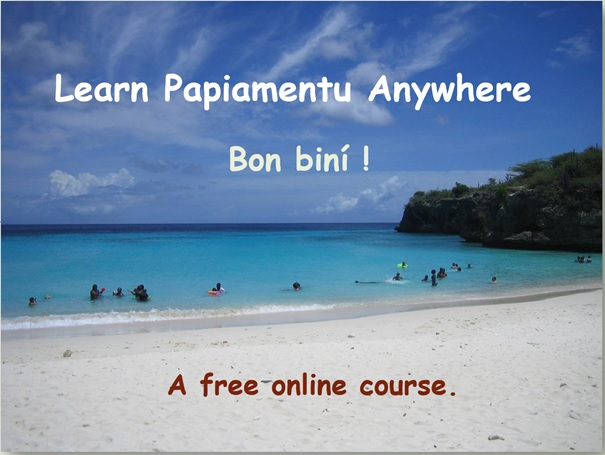 Learn Papiamentu Anywhere
Bon biní !
A free online course.